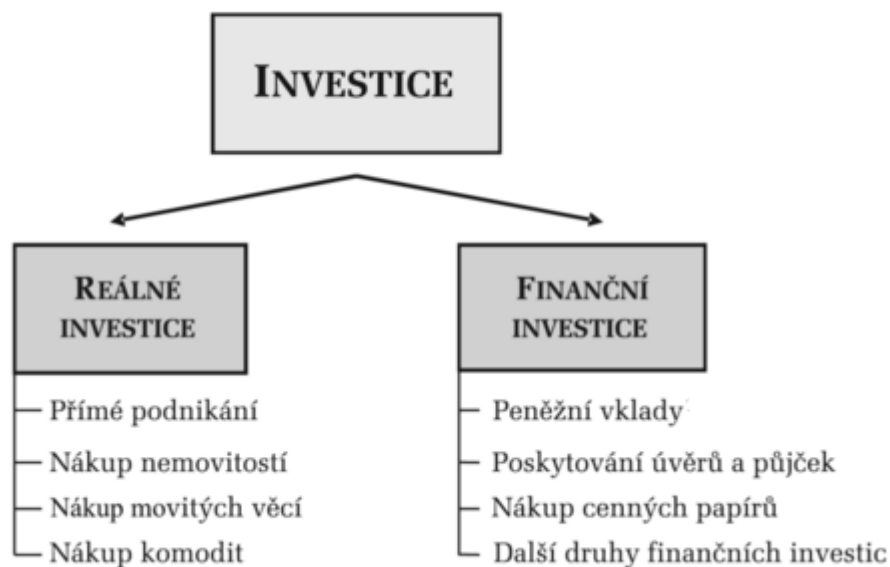 INVESTICE
REÁLNÉ
INVESTICE
Přímé podnikání
Nákup nemovitostí
Nákup movitých věcí
Nákup komodit
FINANČNÍ
INVESTICE
Peněžní vklady
Poskytování úvěrů a půjček
Nákup cenných papírů
Další druhy finančních investic